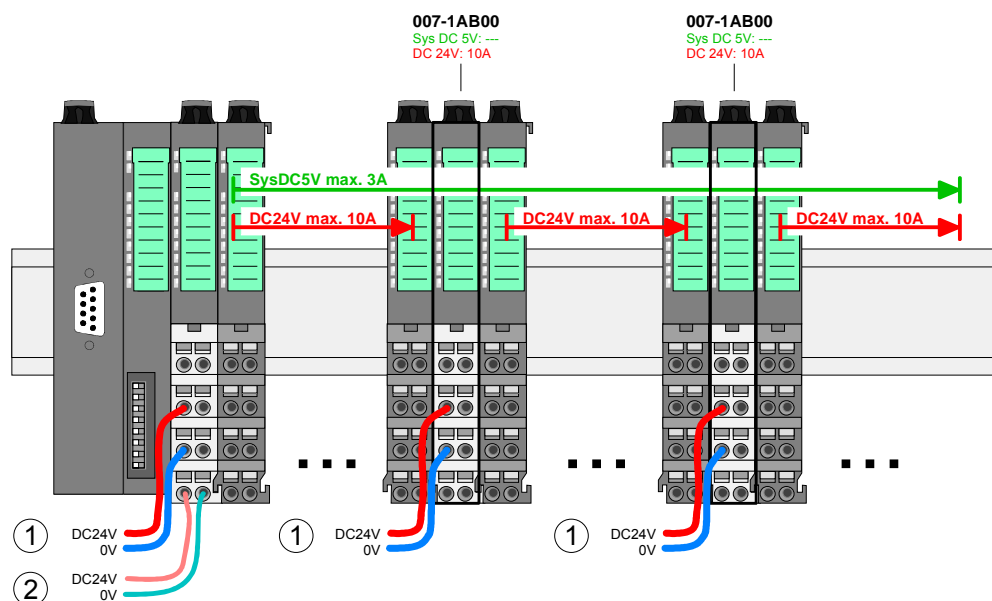 007-1AB00
Sys DC 5V: ---
DC 24V: 10A
007-1AB00
Sys DC 5V: ---
DC 24V: 10A
SysDC5V max. 3A
DC24V max. 10A
DC24V max. 10A
DC24V max. 10A
1 DC24V
0V
1 DC24V
0V
1 DC24V
0V
2 DC24V
0V